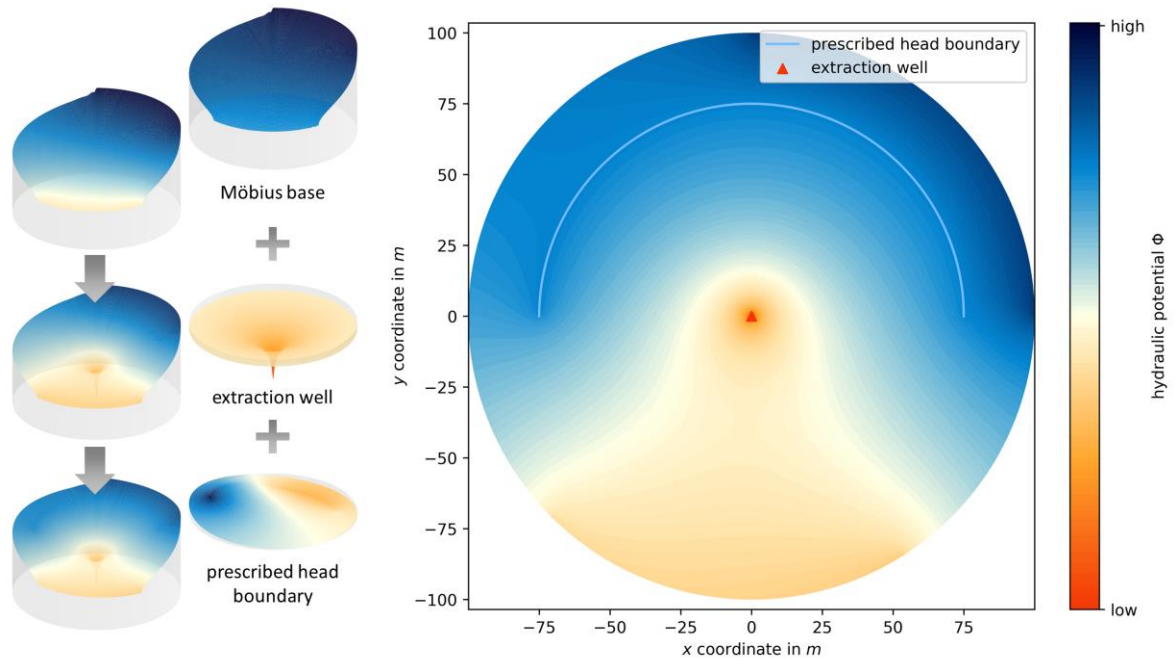 Möbius base
+
extraction well
+
prescribed head
boundary
100
75
50
25
0
−25
−50
−75
−100
y coordinate in m
−75
−50
−25
0
25
50
75
x coordinate in m
prescribed head boundary
extraction well
high
low
hydraulic potential Φ